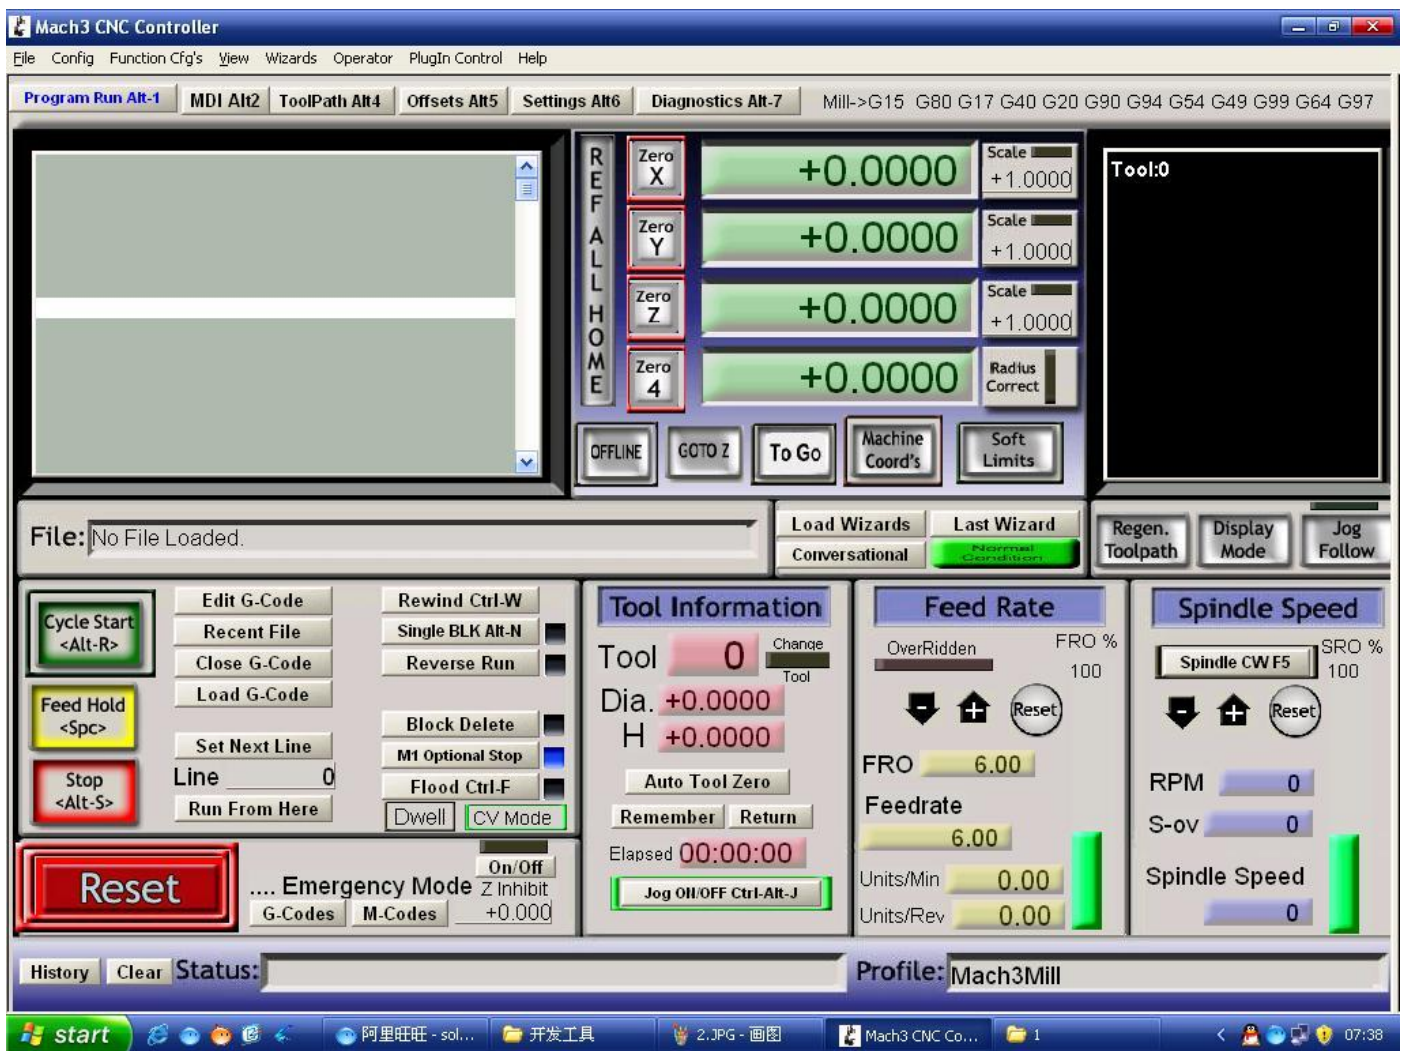 Mach3 CNC Controller
File Config Function Cfg's View Wizards Operator PlugIn Control Help
Program Run Alt-1 MDI Alt2 ToolPath Alt4 Offsets Alt5 Settings Alt6 Diagnostics Alt-7 Mill->G15 G80 G17 G40 G20 G90 G94 G54 G49 G99 G64 G97
REF ALL HOME
Zero X +0.0000 Scale +1.0000
Zero Y +0.0000 Scale +1.0000
Zero Z +0.0000 Scale +1.0000
Zero 4 +0.0000 Radius Correct
OFFLINE GOTO Z To Go Machine Coord's Soft Limits
Tool:0
File: No File Loaded.
Load Wizards Last Wizard
Conversational Normal Condition
Regen. Toolpath Display Mode Jog Follow
Cycle Start <Alt-R>
Feed Hold <Spc>
Stop <Alt-S>
Edit G-Code
Recent File
Close G-Code
Load G-Code
Set Next Line
Line 0
Run From Here
Rewind Ctrl-W
Single BLK Alt-N
Reverse Run
Block Delete
M1 Optional Stop
Flood Ctrl-F
Dwell CV Mode
Reset
.... Emergency Mode
G-Codes M-Codes
On/Off
Z Inhibit
+0.000
Tool Information
Tool 0 Change Tool
Dia. +0.0000
H +0.0000
Auto Tool Zero
Remember Return
Elapsed 00:00:00
Jog ON/OFF Ctrl-Alt-J
Feed Rate
OverRidden FRO %
100
Reset
FRO 6.00
Feedrate
6.00
Units/Min 0.00
Units/Rev 0.00
Spindle Speed
Spindle CW F5 SRO %
100
Reset
RPM 0
S-ov 0
Spindle Speed
0
History Clear Status:
Profile: Mach3Mill
start 阿里旺旺 - sol... 开发工具 2.JPG - 画图 Mach3 CNC Co... 1 07:38